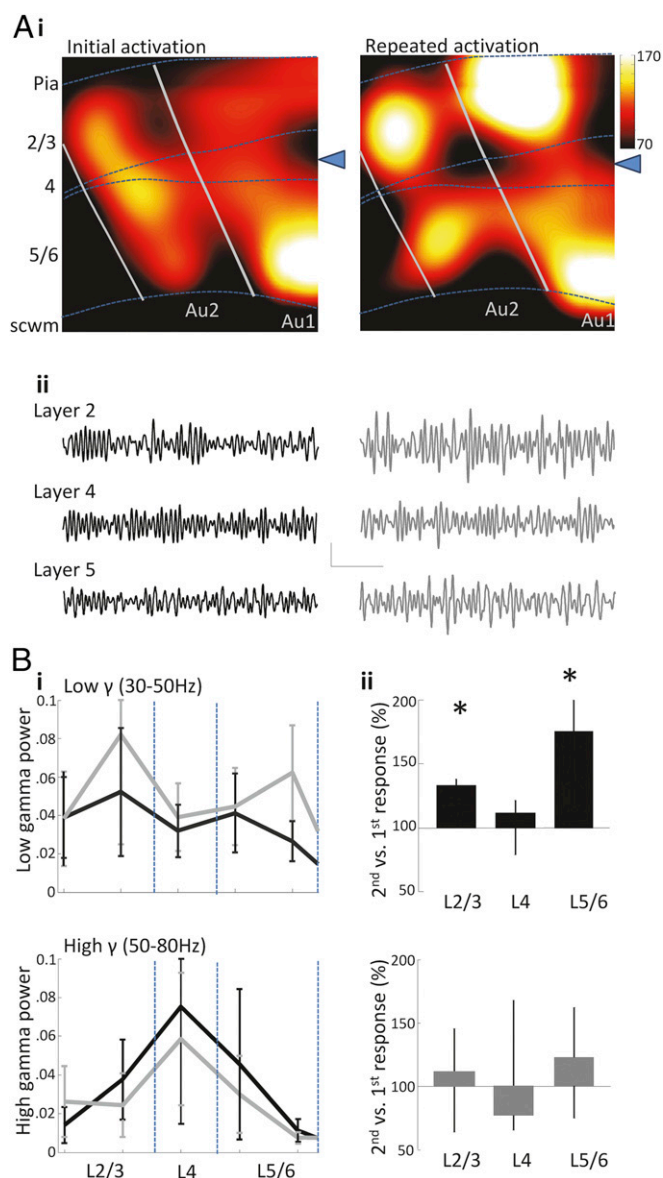 A i
Initial activation
Repeated activation
Pia
2/3
4
5/6
scwm
Au2
Au1
Au2
Au1
170
70
ii
Layer 2
Layer 4
Layer 5
B
i
Low γ (30-50Hz)
Low gamma power
0.1
.08
.06
.04
.02
0
ii
2nd vs. 1st response (%)
200
150
100
50
*
*
L2/3
L4
L5/6
High γ (50-80Hz)
High gamma power
0.1
.08
.06
.04
.02
0
L2/3
L4
L5/6
2nd vs. 1st response (%)
200
150
100
50
L2/3
L4
L5/6